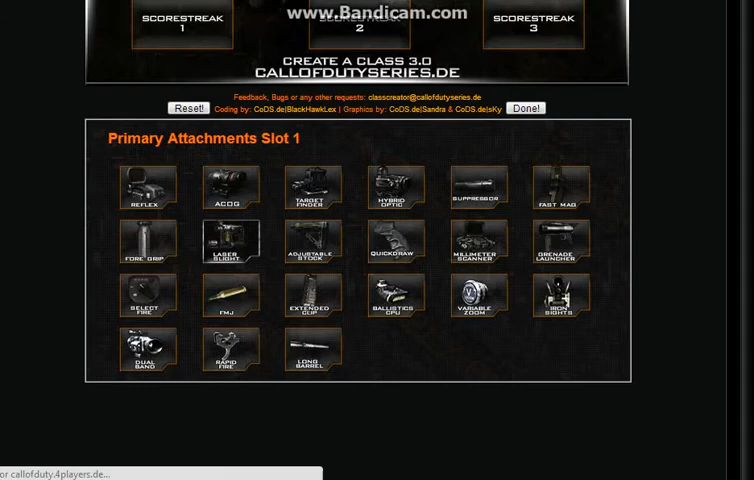 www.Bandicam.com
SCORESTREAK
1
SCORESTREAK
2
SCORESTREAK
3
CREATE A CLASS 3.0
CALLOFDUTYSERIES.DE
Feedback, Bugs or any other requests: classcreator@callofdutyseries.de
Reset! Coding by: CoDS.de|BlackHawkLex | Graphics by: CoDS.de|Sandra & CoDS.de|sKy Done!
Primary Attachments Slot 1
REFLEX
ACOG
TARGET
FINDER
HYBRID
OPTIC
SUPPRESSOR
FAST MAG
FORE GRIP
LASER
SLIGHT
ADJUSTABLE
STOCK
QUICKDRAW
MILLIMETER
SCANNER
GRENADE
LAUNCHER
SELECT
FIRE
FMJ
EXTENDED
CLIP
BALLISTICS
CPU
VARIABLE
ZOOM
IRON
SIGHTS
DUAL
BAND
RAPID
FIRE
LONG
BARREL
or callofduty.4players.de...